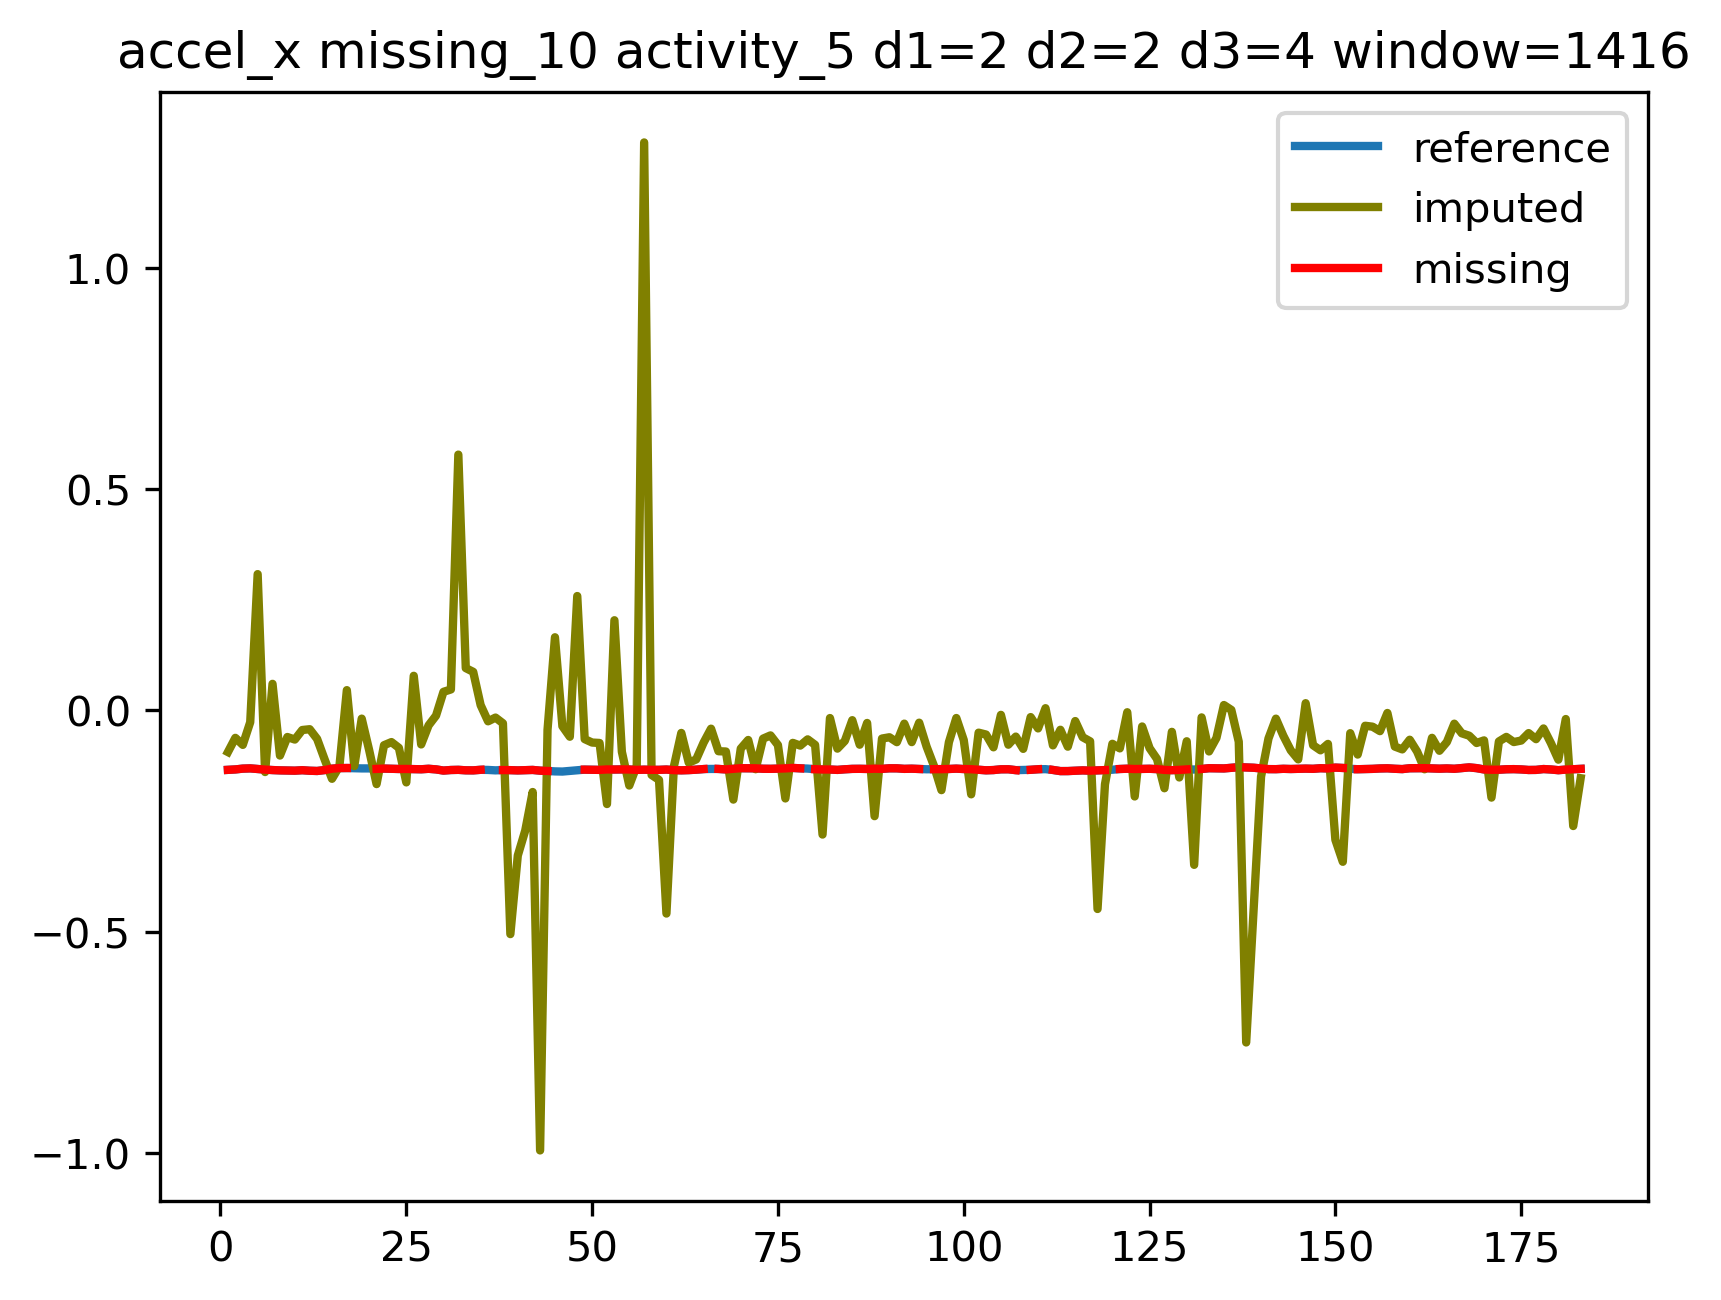 accel_x missing_10 activity_5 d1=2 d2=2 d3=4 window=1416
reference
imputed
missing
1.0
0.5
0.0
−0.5
−1.0
0 25 50 75 100 125 150 175